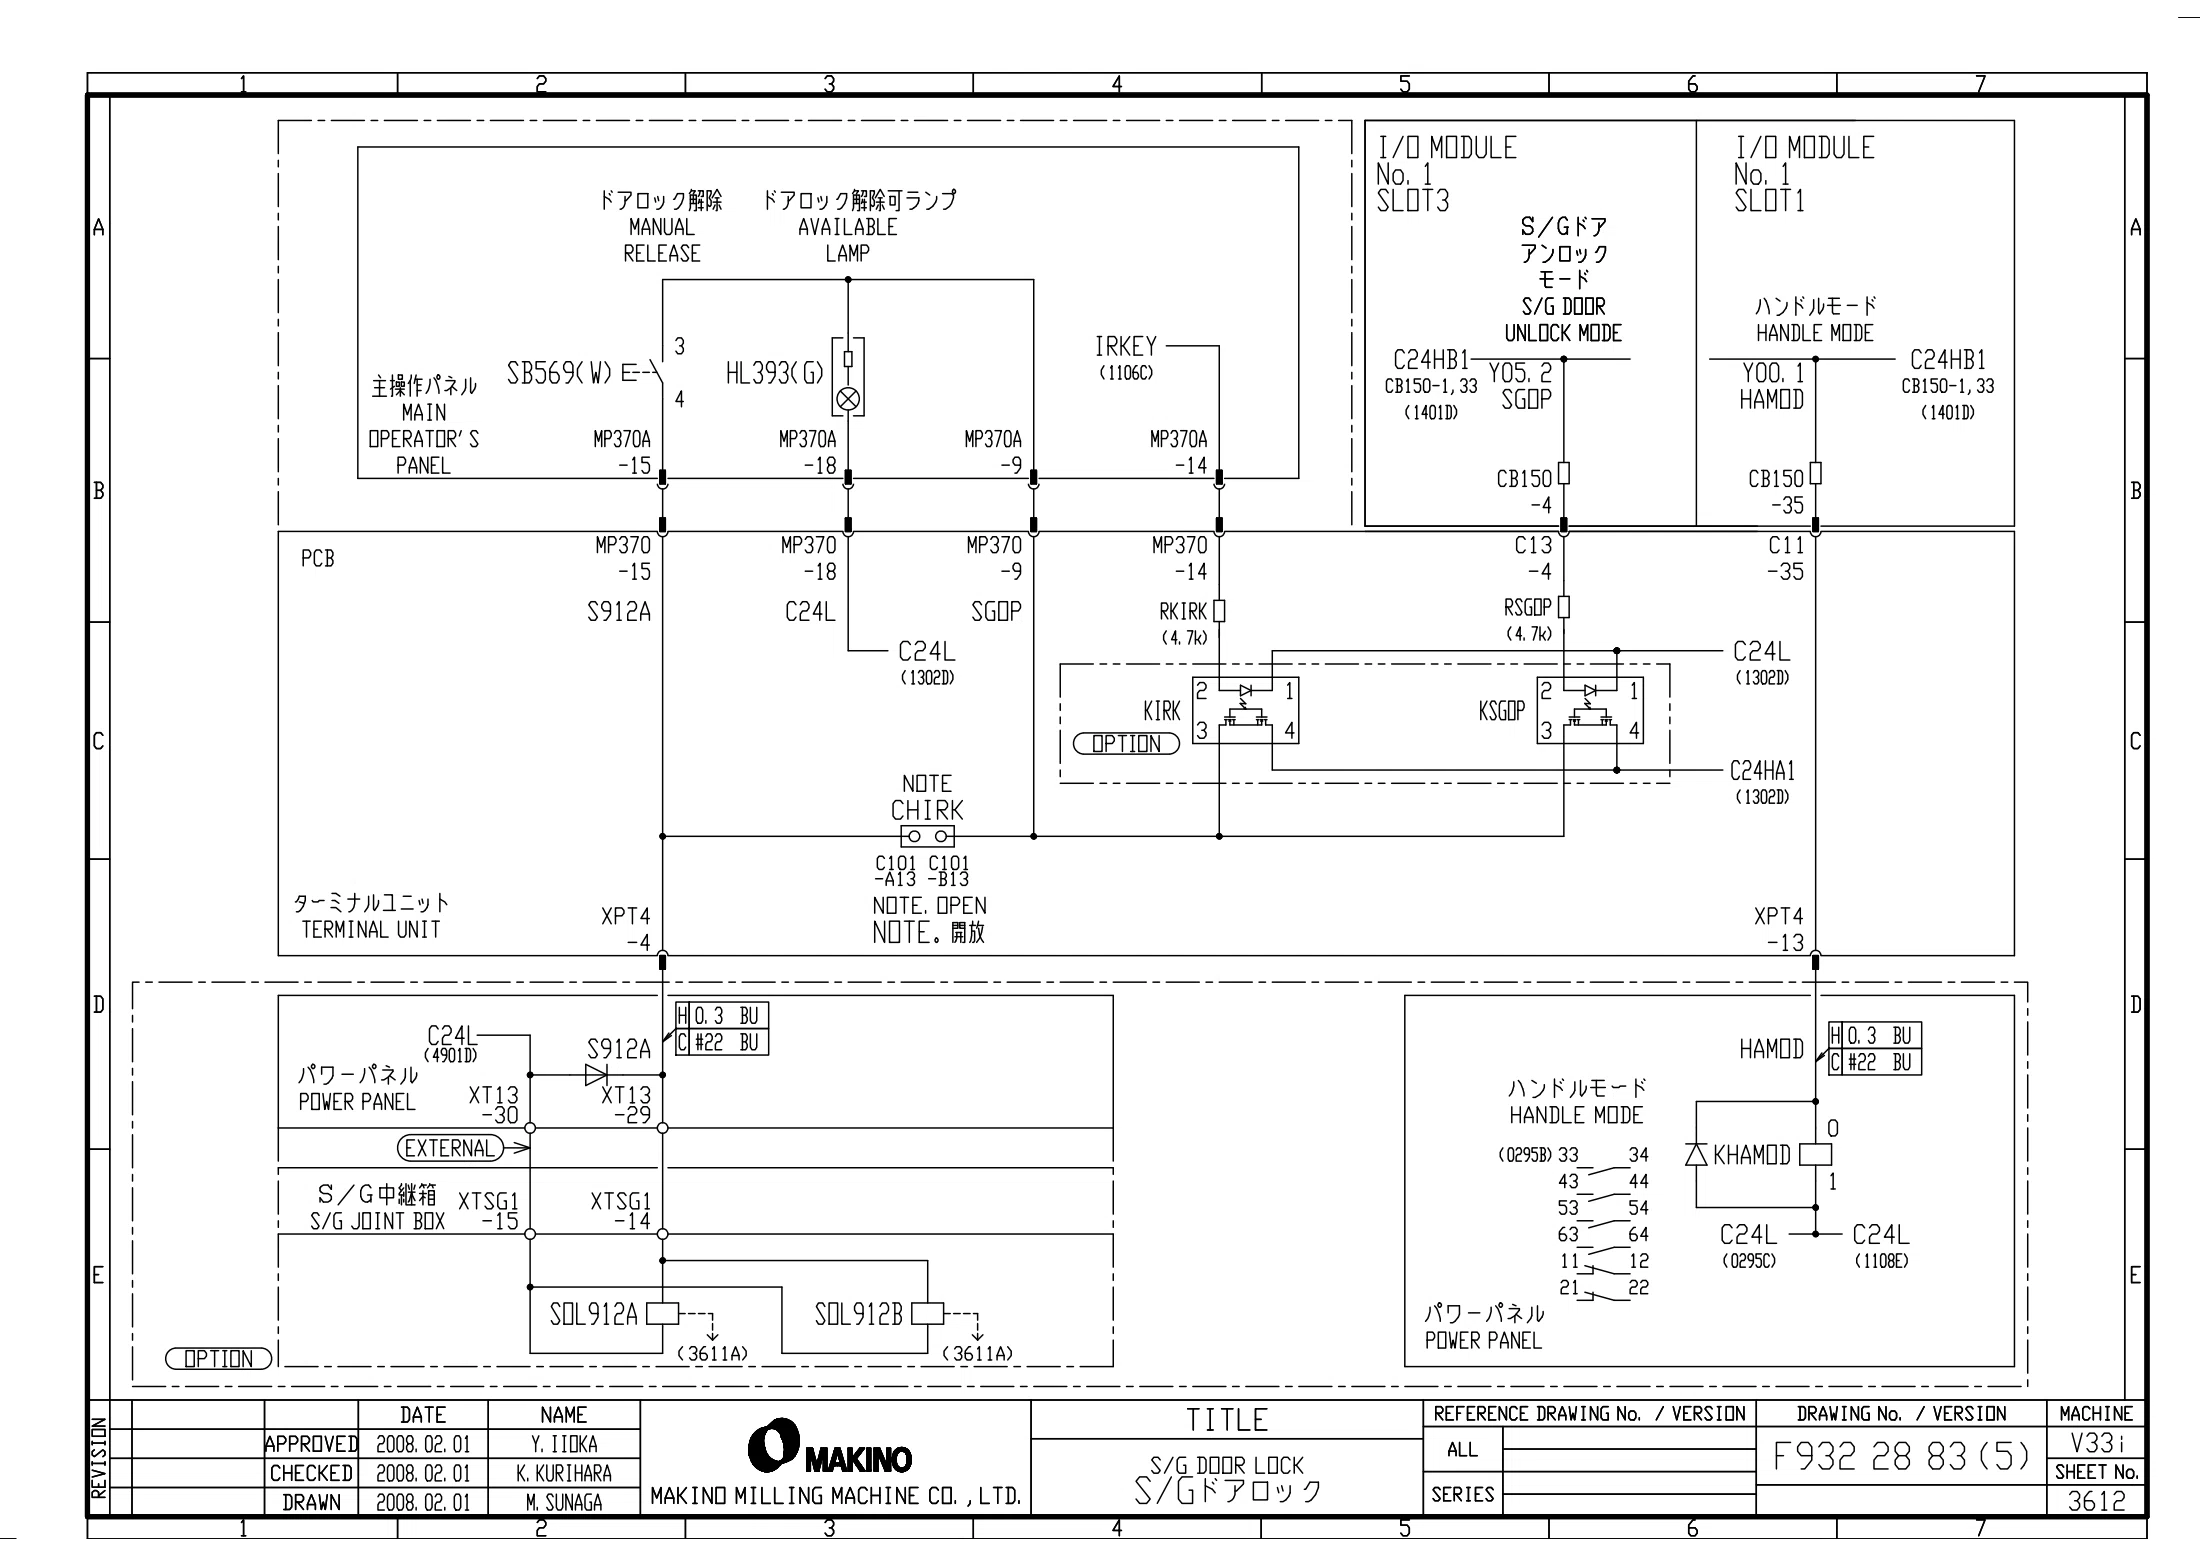 1 2 3 4 5 6 7
A
B
C
D
E
A
B
C
D
E
ドアロック解除
MANUAL
RELEASE
ドアロック解除可ランプ
AVAILABLE
LAMP
SB569(W)
3
4
HL393(G)
IRKEY
(1106C)
主操作パネル
MAIN
OPERATOR'S
PANEL
MP370A
-15
MP370A
-18
MP370A
-9
MP370A
-14
I/O MODULE
No. 1
SLOT3
S/Gドア
アンロック
モード
S/G DOOR
UNLOCK MODE
C24HB1
CB150-1,33
(1401D)
Y05. 2
SGOP
CB150
-4
I/O MODULE
No. 1
SLOT1
ハンドルモード
HANDLE MODE
Y00. 1
HAMOD
C24HB1
CB150-1,33
(1401D)
CB150
-35
PCB
MP370
-15
S912A
MP370
-18
C24L
MP370
-9
SGOP
MP370
-14
RKIRK
(4.7k)
C13
-4
RSGOP
(4.7k)
C11
-35
C24L
(1302D)
C24L
(1302D)
KIRK
2 1
3 4
OPTION
KSGOP
2 1
3 4
C24HA1
(1302D)
NOTE
CHIRK
C101 C101
-A13 -B13
NOTE. OPEN
NOTE。開放
ターミナルユニット
TERMINAL UNIT
XPT4
-4
XPT4
-13
C24L
(4901D)
S912A
H 0.3 BU
C #22 BU
パワーパネル
POWER PANEL
XT13
-30
XT13
-29
EXTERNAL
S/G中継箱
S/G JOINT BOX
XTSG1
-15
XTSG1
-14
SOL912A
(3611A)
SOL912B
(3611A)
OPTION
HAMOD
H 0.3 BU
C #22 BU
ハンドルモード
HANDLE MODE
(0295B) 33 34
43 44
53 54
63 64
11 12
21 22
KHAMOD
0
1
C24L
(0295C)
C24L
(1108E)
パワーパネル
POWER PANEL
REVISION
DATE NAME
APPROVED 2008.02.01 Y. IIOKA
CHECKED 2008.02.01 K. KURIHARA
DRAWN 2008.02.01 M. SUNAGA
MAKINO
MAKINO MILLING MACHINE CO.,LTD.
TITLE
S/G DOOR LOCK
S/Gドアロック
REFERENCE DRAWING No. / VERSION
ALL
SERIES
DRAWING No. / VERSION
F932 28 83(5)
MACHINE
V33i
SHEET No.
3612
1 2 3 4 5 6 7